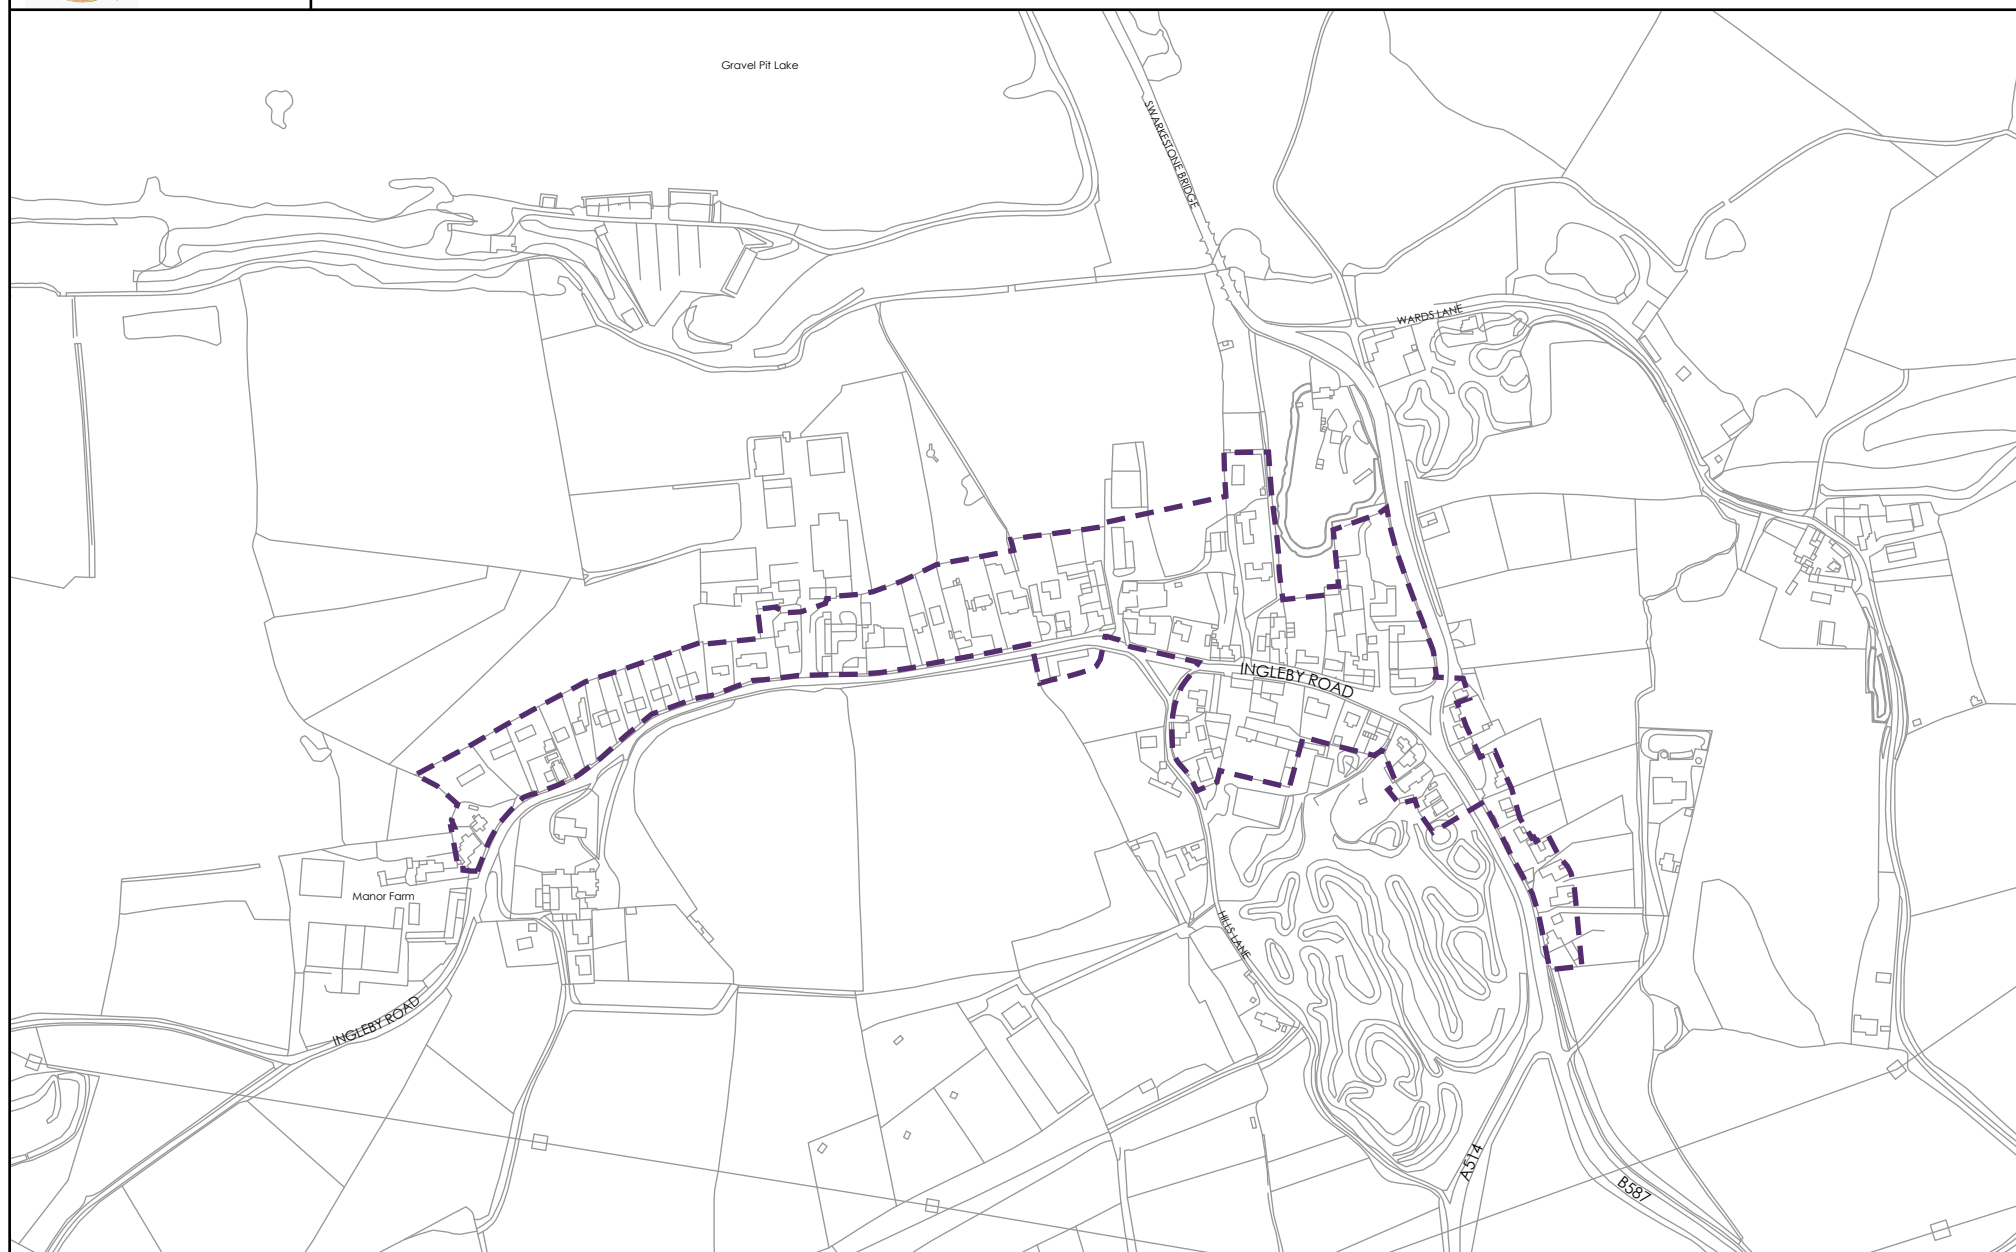 Gravel Pit Lake
SWARKESTONE BRIDGE
WARDS LANE
INGLEBY ROAD
Manor Farm
HILLS LANE
INGLEBY ROAD
A514
B587